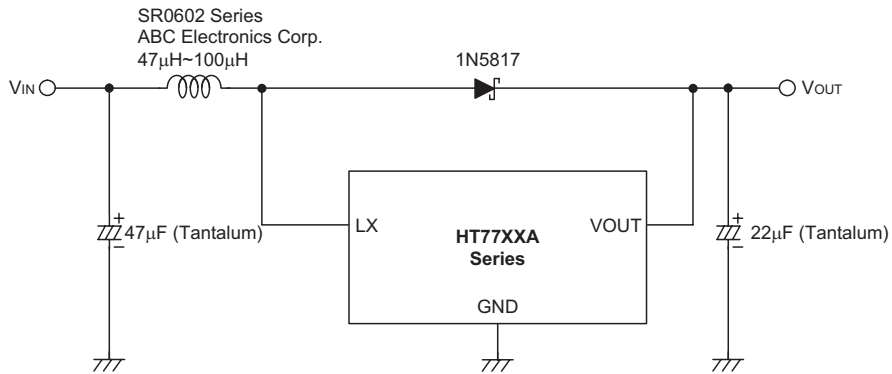 SR0602 Series
ABC Electronics Corp.
47μH~100μH
1N5817
VIN
VOUT
+
47μF (Tantalum)
−
LX
HT77XXA
Series
VOUT
GND
+
22μF (Tantalum)
−